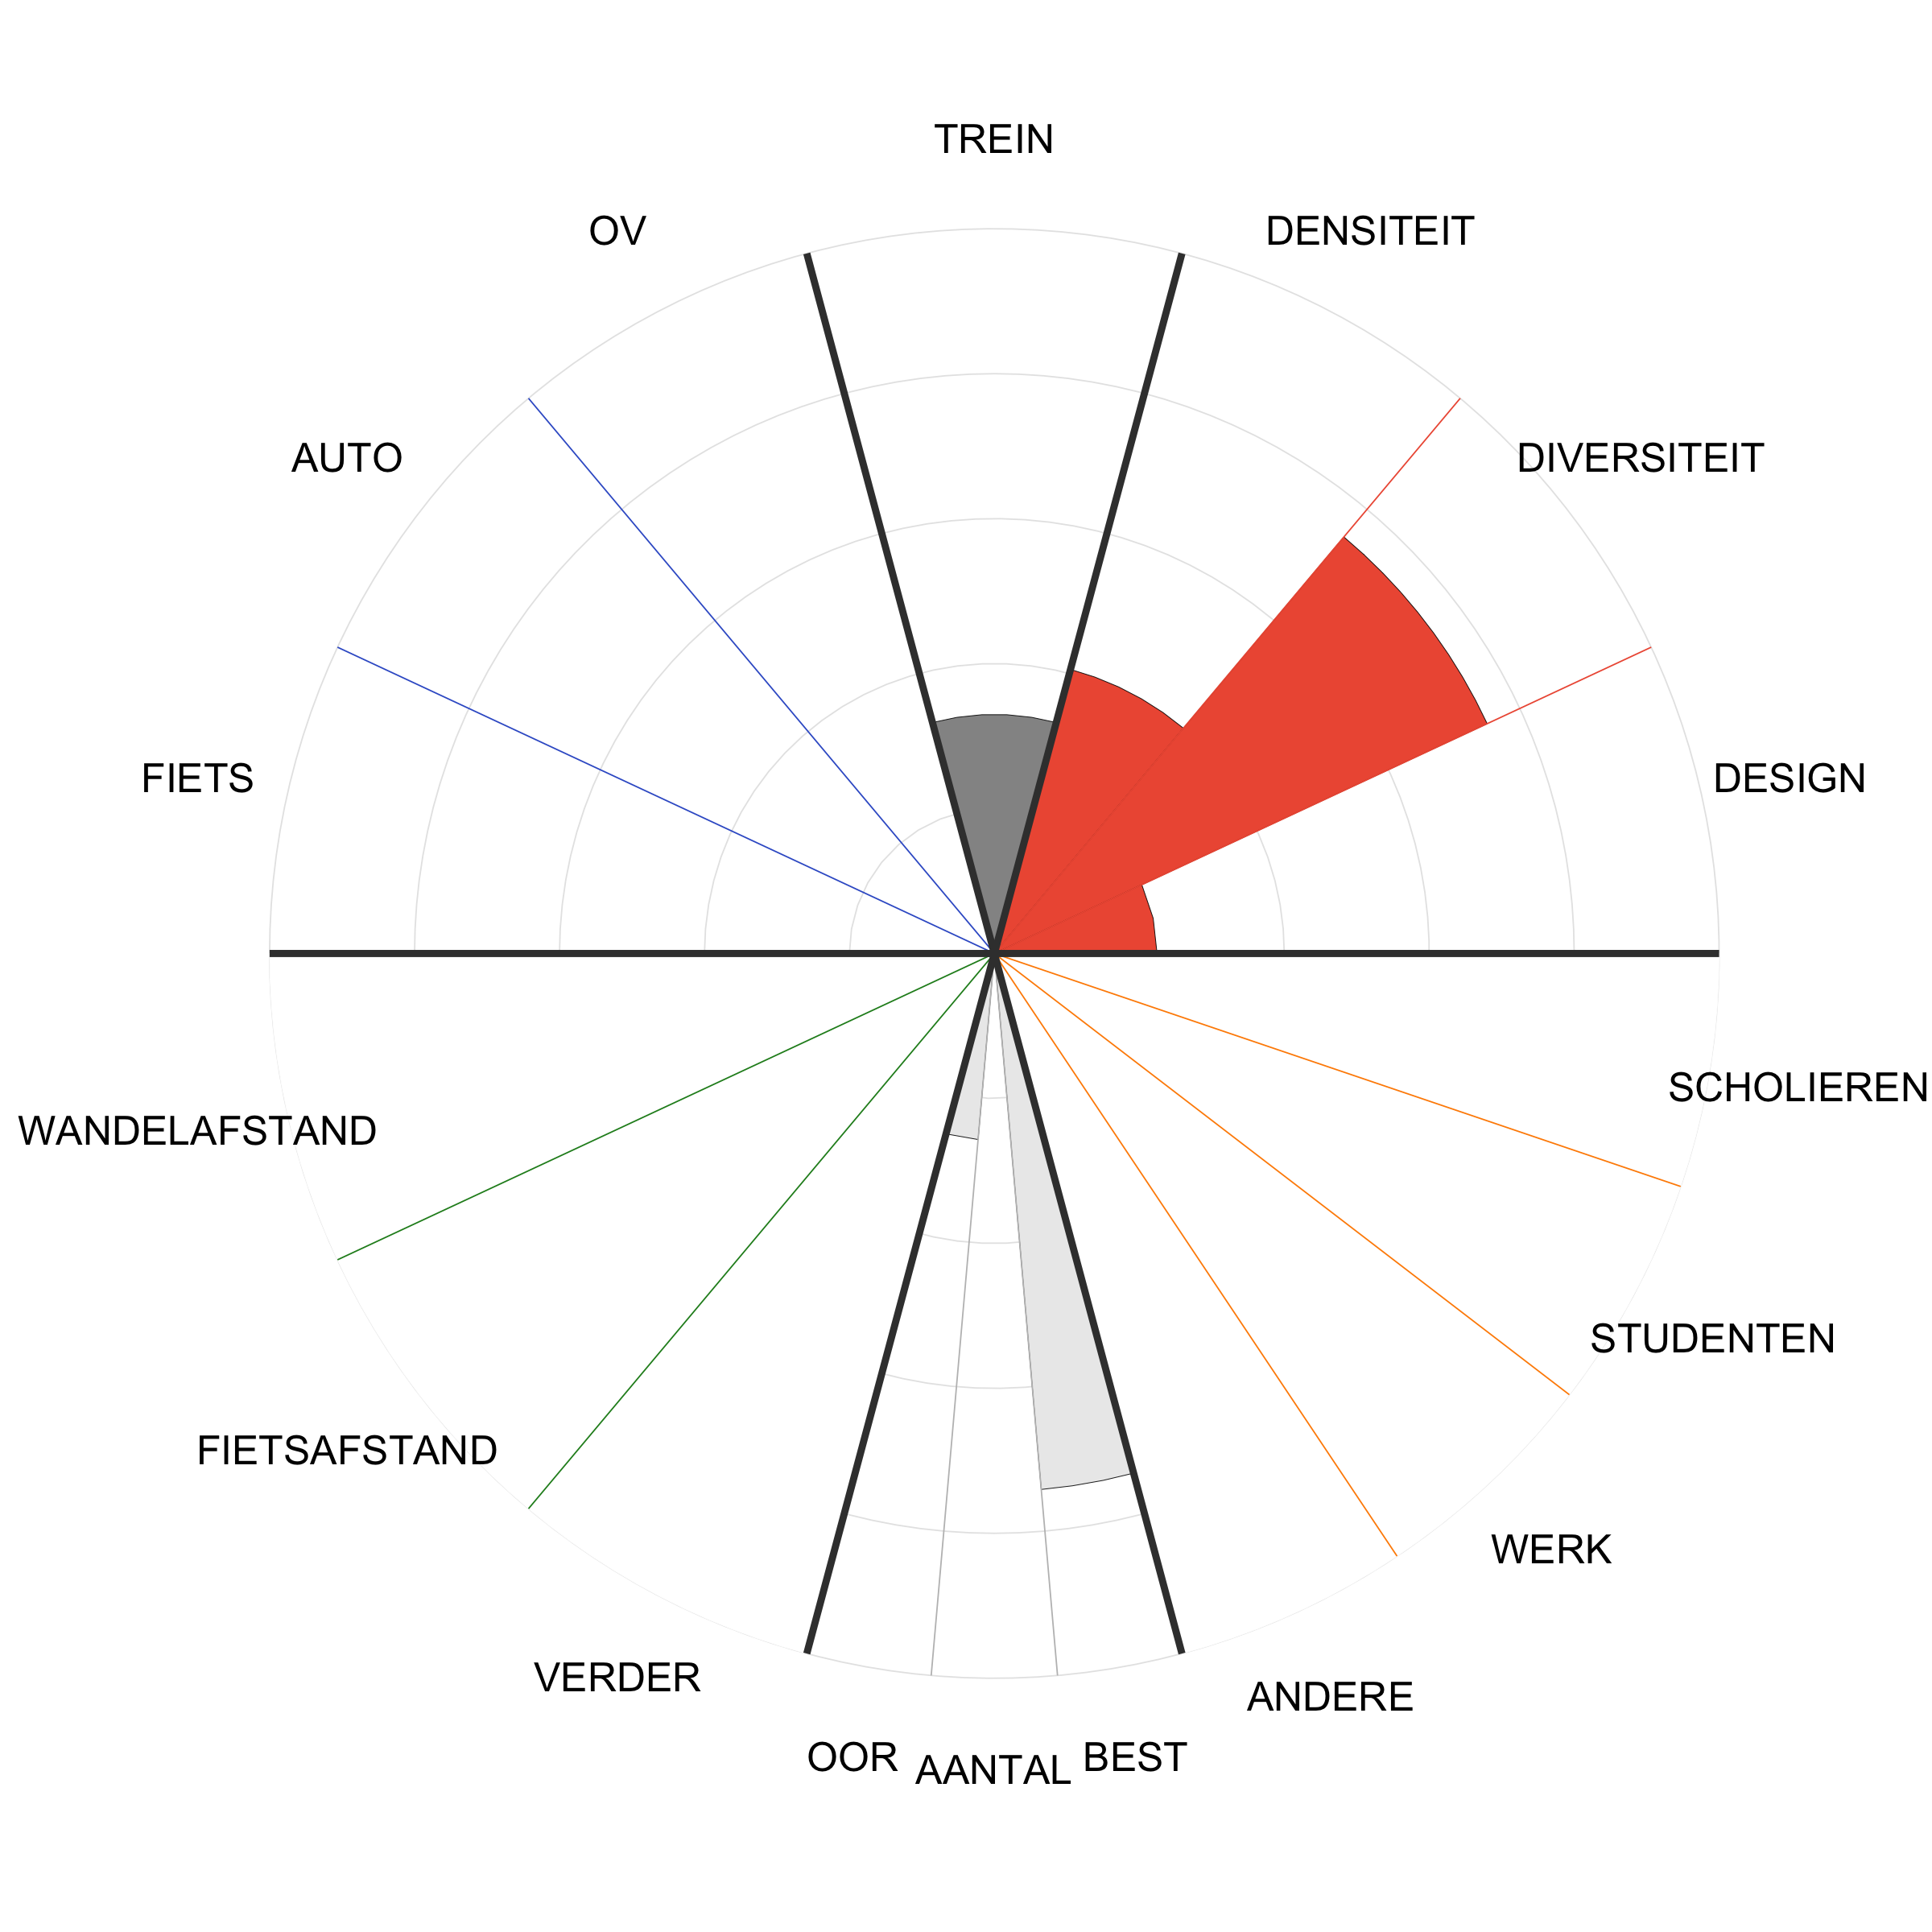 TREIN
OV
DENSITEIT
AUTO
DIVERSITEIT
FIETS
DESIGN
SCHOLIEREN
WANDELAFSTAND
STUDENTEN
FIETSAFSTAND
WERK
VERDER
ANDERE
OOR
AANTAL
BEST